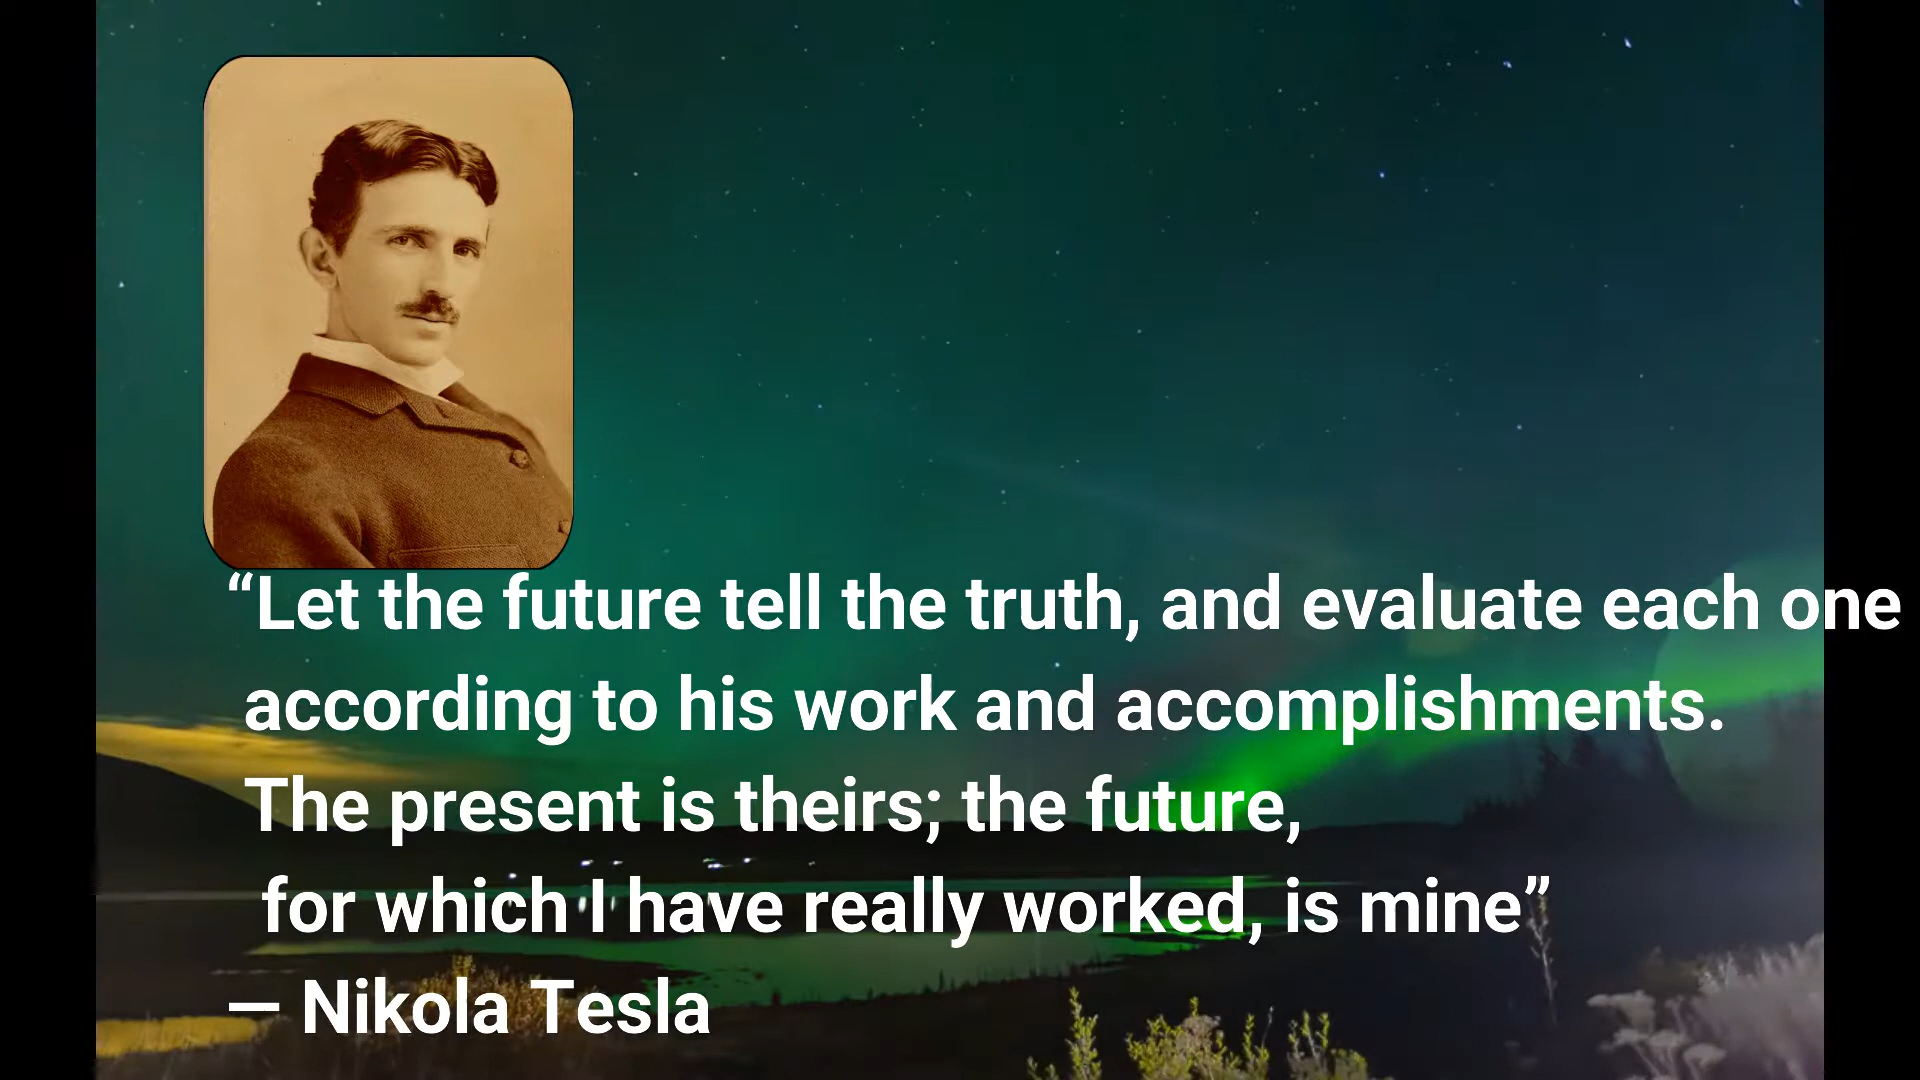 “Let the future tell the truth, and evaluate each one
according to his work and accomplishments.
The present is theirs; the future,
for which I have really worked, is mine”
— Nikola Tesla